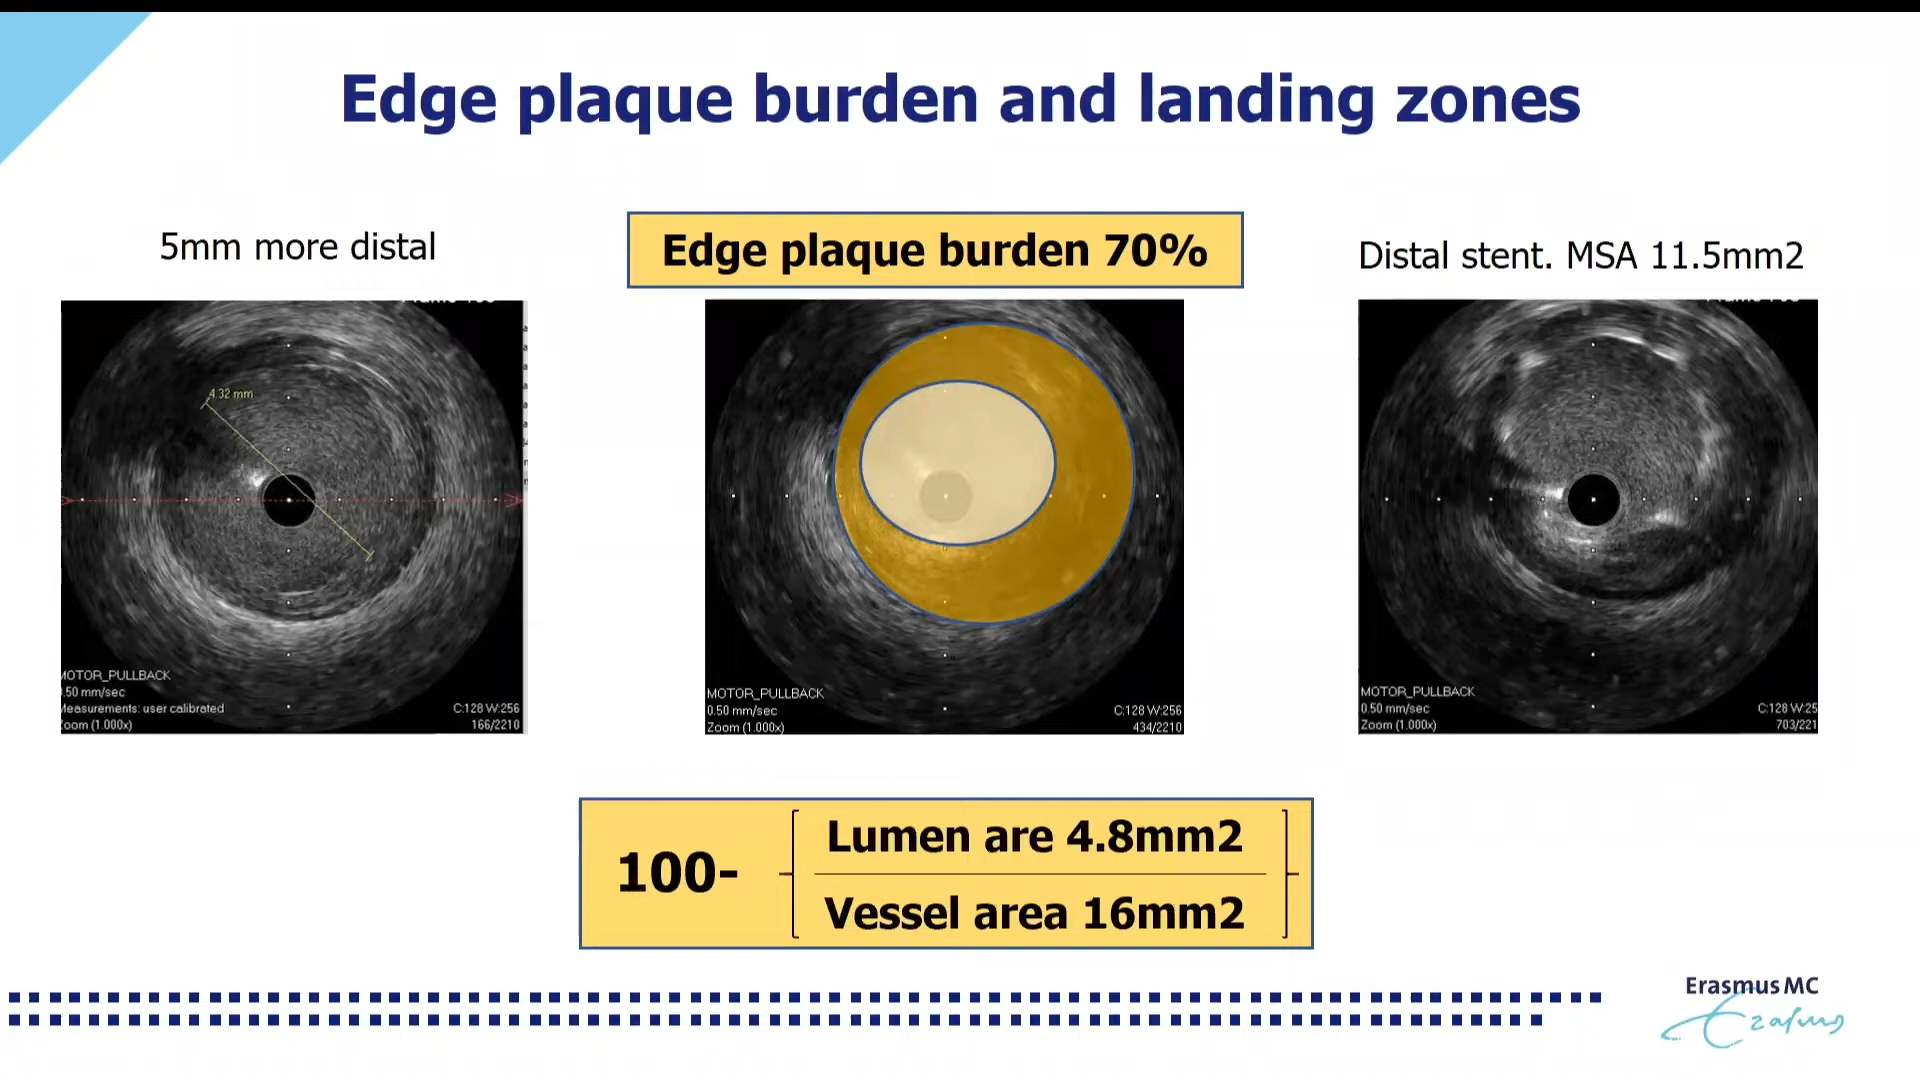 Edge plaque burden and landing zones
5mm more distal
Edge plaque burden 70%
Distal stent. MSA 11.5mm2
4.32 mm
MOTOR_PULLBACK
.50 mm/sec
Measurements: user calibrated
Zoom (1.000x)
C:128 W:256
166/2210
MOTOR_PULLBACK
0.50 mm/sec
Zoom (1.000x)
C:128 W:256
434/2210
MOTOR_PULLBACK
0.50 mm/sec
Zoom (1.000x)
C:128 W:25
703/221
100-
Lumen are 4.8mm2
Vessel area 16mm2
Erasmus MC
Erasmus